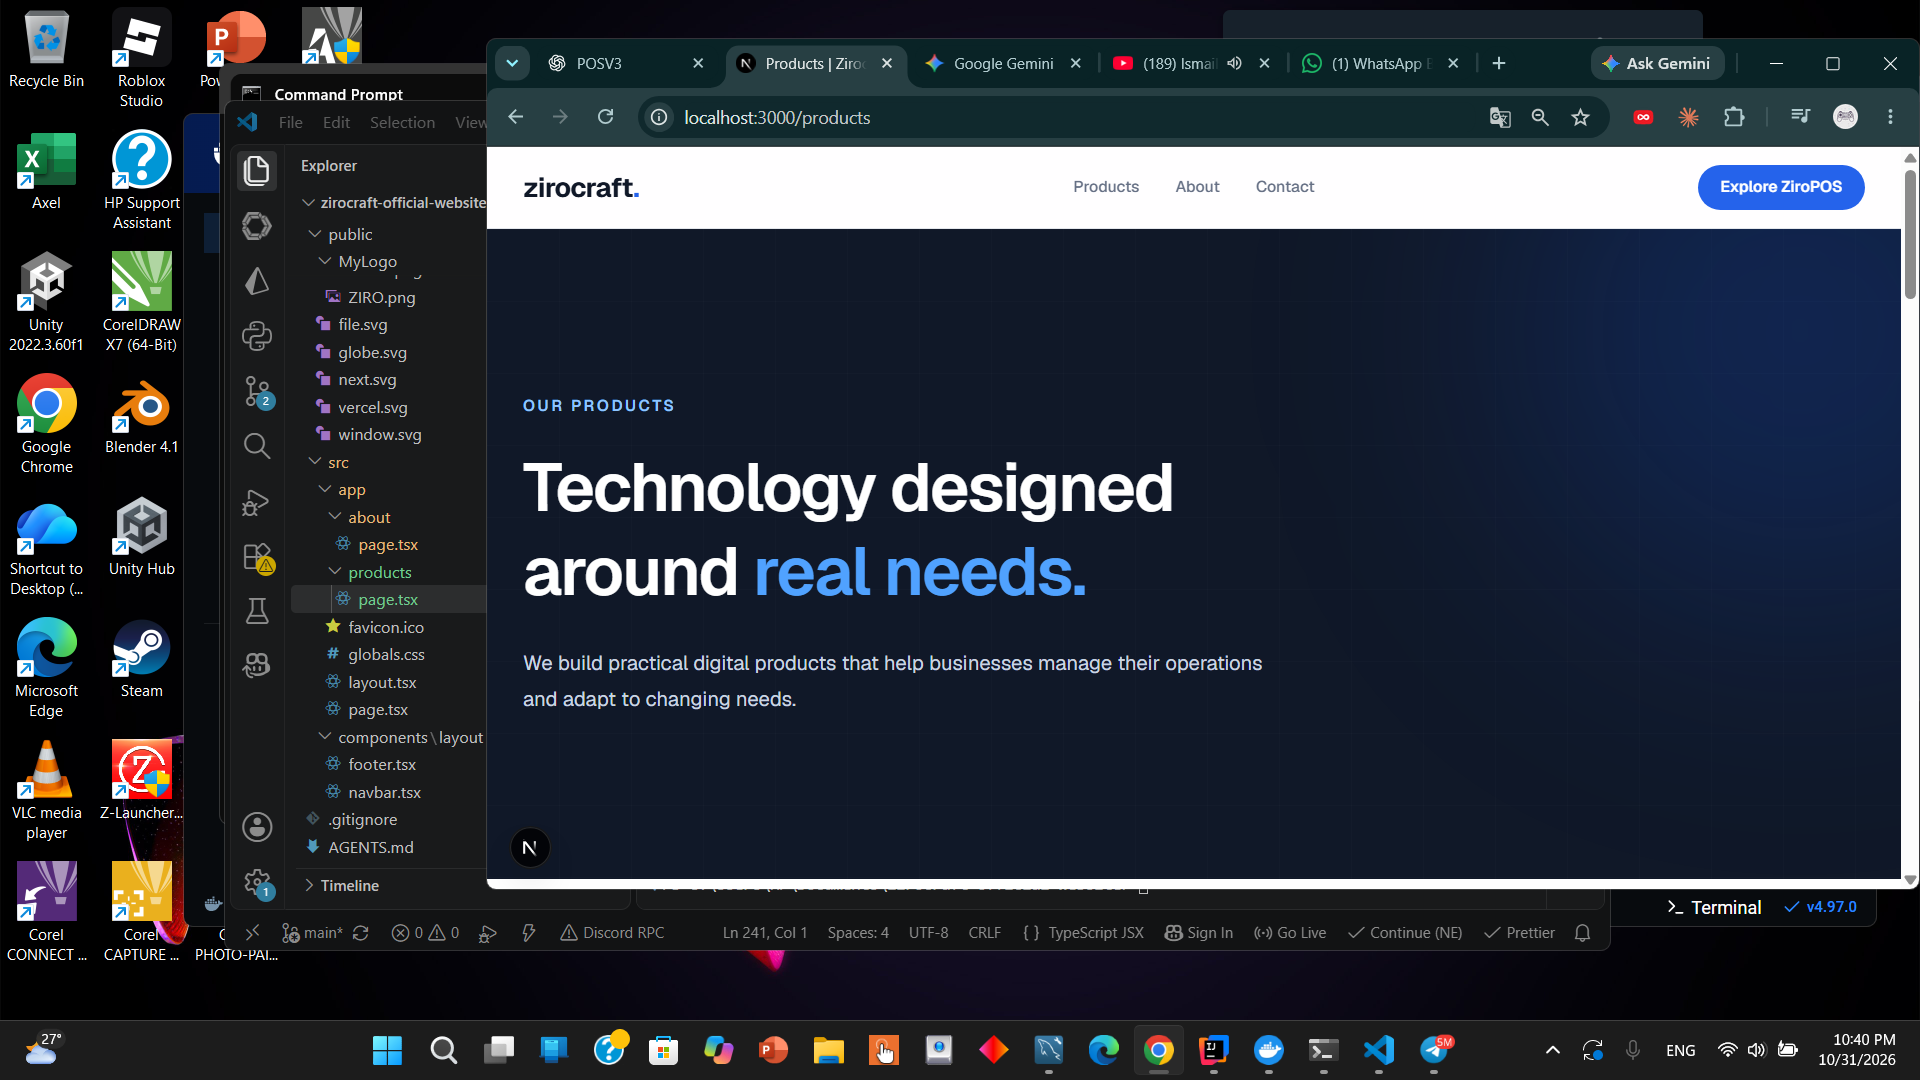 Recycle Bin
Roblox
Studio
Axel
HP Support
Assistant
Unity
2022.3.60f1
CorelDRAW
X7 (64-Bit)
Google
Chrome
Blender 4.1
Shortcut to
Desktop (...
Unity Hub
Microsoft
Edge
Steam
VLC media
player
Z-Launcher...
Corel
CONNECT ...
Corel
CAPTURE ...
PHOTO-PAI...
Command Prompt
File Edit Selection View
Explorer
zirocraft-official-website
public
MyLogo
ZIRO.png
file.svg
globe.svg
next.svg
vercel.svg
window.svg
src
app
about
page.tsx
products
page.tsx
favicon.ico
globals.css
layout.tsx
page.tsx
components\layout
footer.tsx
navbar.tsx
.gitignore
AGENTS.md
Timeline
2
1
main* 0 0 Discord RPC Ln 241, Col 1 Spaces: 4 UTF-8 CRLF { } TypeScript JSX Sign In Go Live Continue (NE) Prettier
Terminal v4.97.0
POSV3
Products | Ziro
Google Gemini
(189) Ismai
(1) WhatsApp
Ask Gemini
localhost:3000/products
zirocraft.
Products About Contact
Explore ZiroPOS
OUR PRODUCTS
Technology designed
around real needs.
We build practical digital products that help businesses manage their operations
and adapt to changing needs.
N
27°
5M
ENG
10:40 PM
10/31/2026